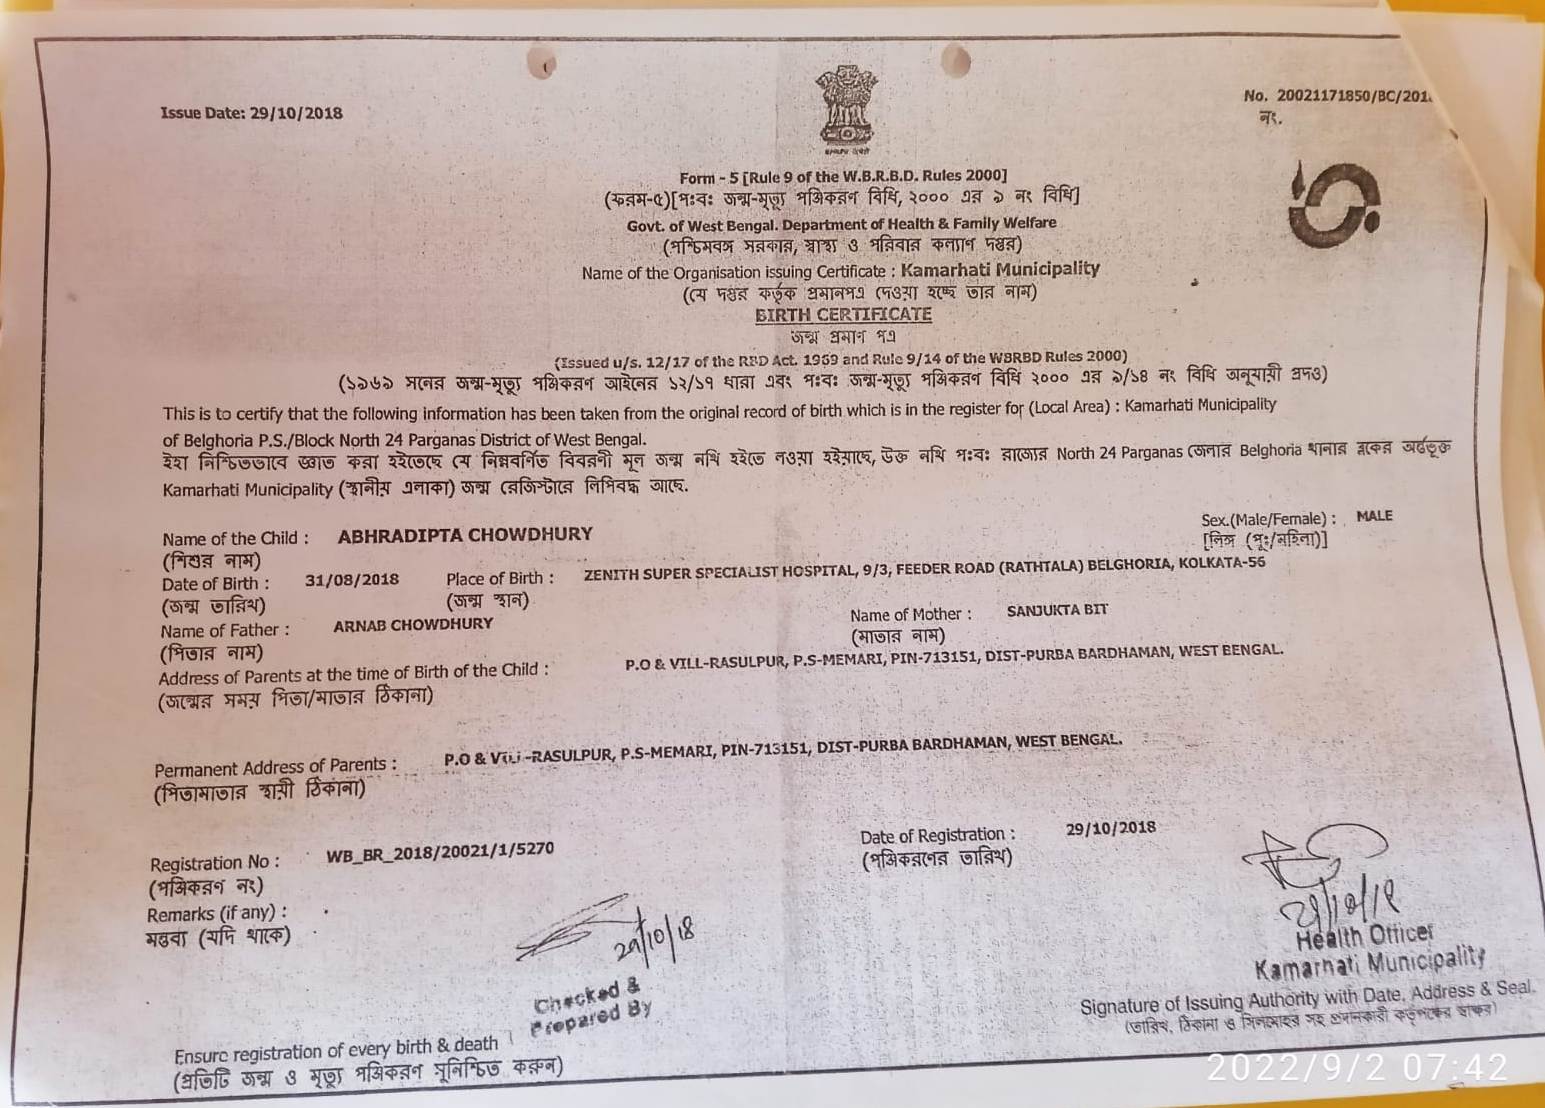 Issue Date: 29/10/2018
No. 20021171850/BC/201
নং.
Form - 5 [Rule 9 of the W.B.R.B.D. Rules 2000]
(ফরম-৫)[পঃবঃ জন্ম-মৃত্যু পঞ্জিকরণ বিধি, ২০০০ এর ৯ নং বিধি]
Govt. of West Bengal. Department of Health & Family Welfare
(পশ্চিমবঙ্গ সরকার, স্বাস্থ্য ও পরিবার কল্যাণ দপ্তর)
Name of the Organisation issuing Certificate : Kamarhati Municipality
(যে দপ্তর কর্তৃক প্রমানপত্র দেওয়া হচ্ছে তার নাম)
BIRTH CERTIFICATE
জন্ম প্রমাণ পত্র
(Issued u/s. 12/17 of the RBD Act. 1969 and Rule 9/14 of the WBRBD Rules 2000)
(১৯৬৯ সনের জন্ম-মৃত্যু পঞ্জিকরণ আইনের ১২/১৭ ধারা এবং পঃবঃ জন্ম-মৃত্যু পঞ্জিকরণ বিধি ২০০০ এর ৯/১৪ নং বিধি অনুযায়ী প্রদত্ত)
This is to certify that the following information has been taken from the original record of birth which is in the register for (Local Area) : Kamarhati Municipality
of Belghoria P.S./Block North 24 Parganas District of West Bengal.
ইহা নিশ্চিতভাবে জ্ঞাত করা হইতেছে যে নিম্নবর্ণিত বিবরনী মূল জন্ম নথি হইতে লওয়া হইয়াছে, উক্ত নথি পঃবঃ রাজ্যের North 24 Parganas জেলার Belghoria থানার ব্লকের অর্ন্তভূক্ত
Kamarhati Municipality (স্থানীয় এলাকা) জন্ম রেজিস্টারে লিপিবদ্ধ আছে.
Name of the Child : ABHRADIPTA CHOWDHURY
Sex.(Male/Female) : MALE
(শিশুর নাম)
[লিঙ্গ (পুঃ/মহিলা)]
Date of Birth : 31/08/2018 Place of Birth : ZENITH SUPER SPECIALIST HOSPITAL, 9/3, FEEDER ROAD (RATHTALA) BELGHORIA, KOLKATA-56
(জন্ম তারিখ) (জন্ম স্থান)
Name of Father : ARNAB CHOWDHURY Name of Mother : SANJUKTA BIT
(পিতার নাম) (মাতার নাম)
Address of Parents at the time of Birth of the Child : P.O & VILL-RASULPUR, P.S-MEMARI, PIN-713151, DIST-PURBA BARDHAMAN, WEST BENGAL.
(জন্মের সময় পিতা/মাতার ঠিকানা)
Permanent Address of Parents : P.O & VILL-RASULPUR, P.S-MEMARI, PIN-713151, DIST-PURBA BARDHAMAN, WEST BENGAL.
(পিতামাতার স্থায়ী ঠিকানা)
Registration No : WB_BR_2018/20021/1/5270 Date of Registration : 29/10/2018
(পঞ্জিকরণ নং) (পঞ্জিকরণের তারিখ)
Remarks (if any) :
মন্তব্য (যদি থাকে)
29/10/18
29/10/18
Health Officer
Kamarhati Municipality
Checked &
Prepared By
Signature of Issuing Authority with Date, Address & Seal.
Ensure registration of every birth & death
(প্রতিটি জন্ম ও মৃত্যু পঞ্জিকরণ সুনিশ্চিত করুন)
2022/9/2 07:42